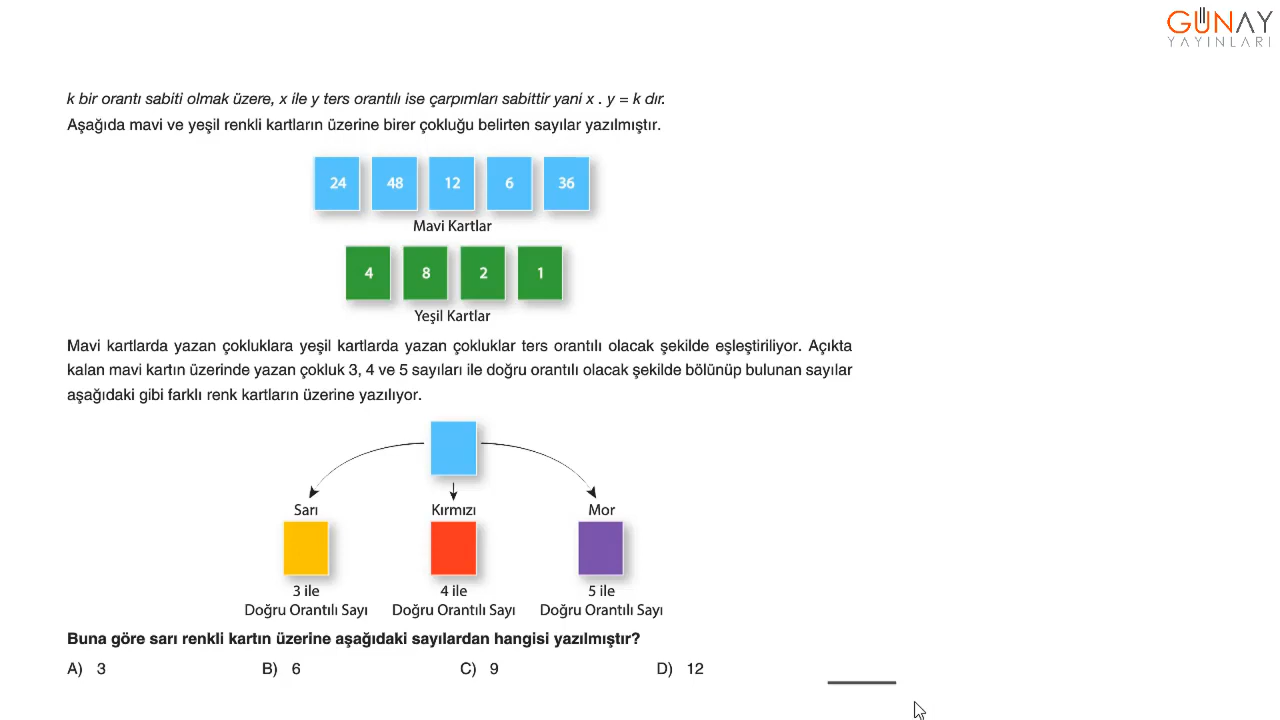 GÜNAY
YAYINLARI
k bir orantı sabiti olmak üzere, x ile y ters orantılı ise çarpımları sabittir yani x . y = k dır.
Aşağıda mavi ve yeşil renkli kartların üzerine birer çokluğu belirten sayılar yazılmıştır.
24 48 12 6 36
Mavi Kartlar
4 8 2 1
Yeşil Kartlar
Mavi kartlarda yazan çokluklara yeşil kartlarda yazan çokluklar ters orantılı olacak şekilde eşleştiriliyor. Açıkta
kalan mavi kartın üzerinde yazan çokluk 3, 4 ve 5 sayıları ile doğru orantılı olacak şekilde bölünüp bulunan sayılar
aşağıdaki gibi farklı renk kartların üzerine yazılıyor.
Sarı Kırmızı Mor
3 ile 4 ile 5 ile
Doğru Orantılı Sayı Doğru Orantılı Sayı Doğru Orantılı Sayı
Buna göre sarı renkli kartın üzerine aşağıdaki sayılardan hangisi yazılmıştır?
A) 3 B) 6 C) 9 D) 12